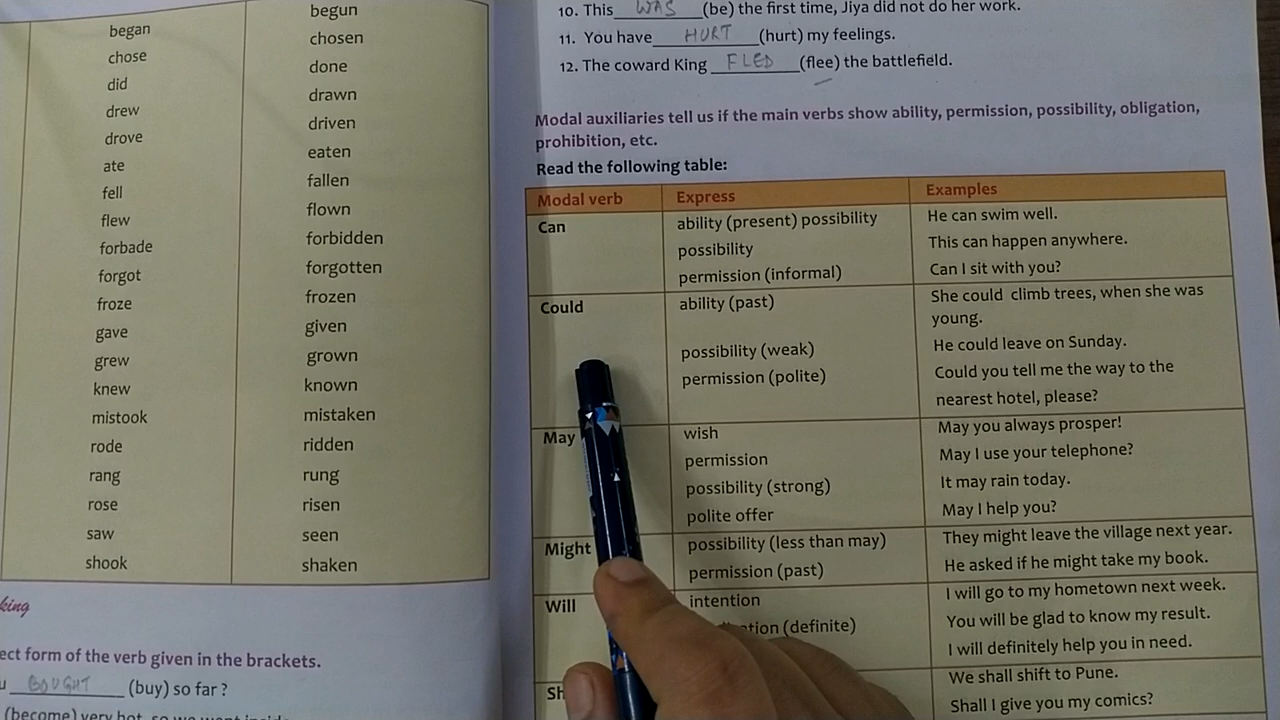 begun
began
chosen
chose
done
did
drawn
drew
driven
drove
eaten
ate
fallen
fell
flown
flew
forbidden
forbade
forgotten
forgot
frozen
froze
given
gave
grown
grew
known
knew
mistaken
mistook
ridden
rode
rung
rang
risen
rose
seen
saw
shaken
shook
ect form of the verb given in the brackets.
BOUGHT (buy) so far ?
(become) very hot, so we went inside
10. This WAS (be) the first time, Jiya did not do her work.
11. You have HURT (hurt) my feelings.
12. The coward King FLED (flee) the battlefield.
Modal auxiliaries tell us if the main verbs show ability, permission, possibility, obligation,
prohibition, etc.
Read the following table:
Modal verb Express Examples
Can ability (present) possibility He can swim well.
possibility This can happen anywhere.
permission (informal) Can I sit with you?
Could ability (past) She could climb trees, when she was
young.
possibility (weak) He could leave on Sunday.
permission (polite) Could you tell me the way to the
nearest hotel, please?
May wish May you always prosper!
permission May I use your telephone?
possibility (strong) It may rain today.
polite offer May I help you?
Might possibility (less than may) They might leave the village next year.
permission (past) He asked if he might take my book.
Will intention I will go to my hometown next week.
(definite) You will be glad to know my result.
I will definitely help you in need.
We shall shift to Pune.
Shall I give you my comics?